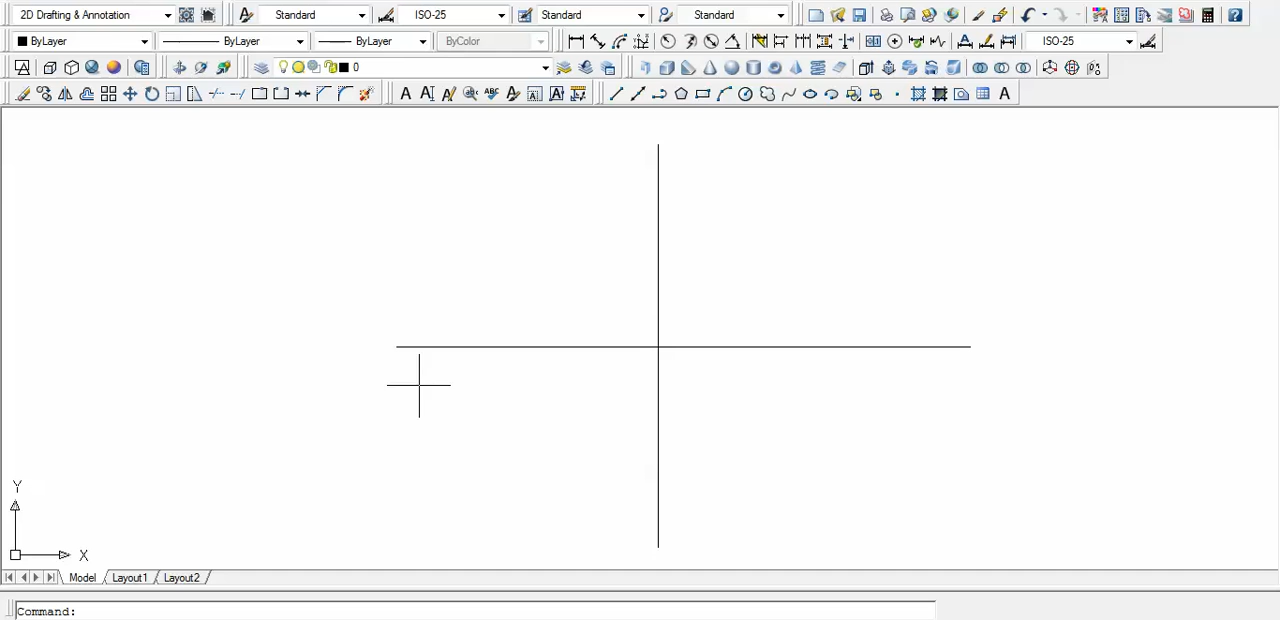 2D Drafting & Annotation Standard ISO-25 Standard Standard
ByLayer ByLayer ByLayer ByColor ISO-25
0
A A A ABC A A A A
Y
X
Model Layout1 Layout2
Command: